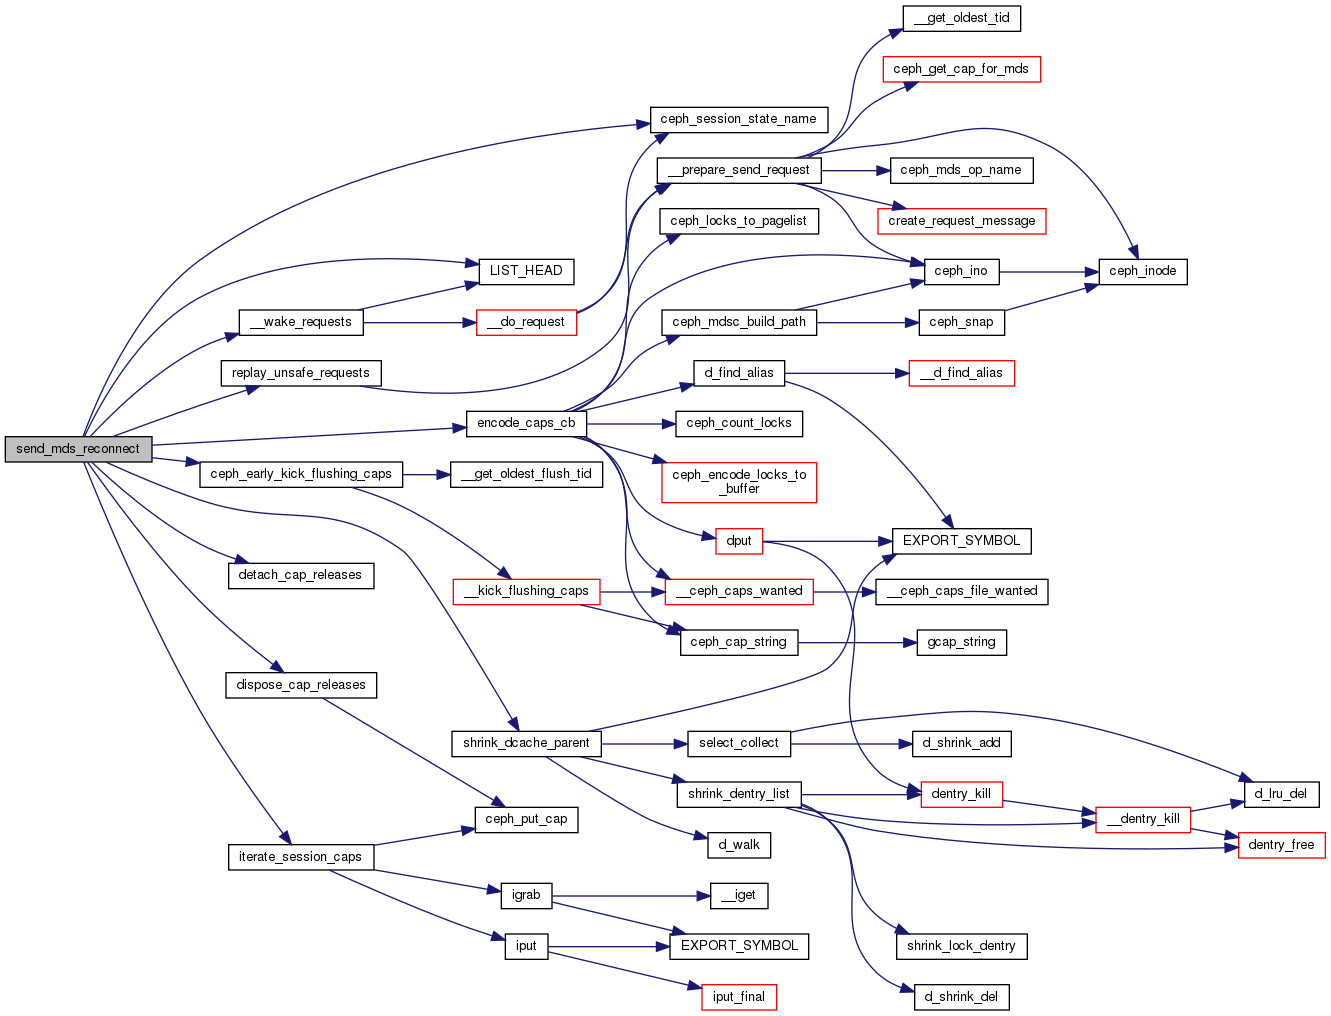 __get_oldest_tid
ceph_get_cap_for_mds
ceph_session_state_name
__prepare_send_request
ceph_mds_op_name
ceph_locks_to_pagelist
create_request_message
LIST_HEAD
ceph_ino
ceph_inode
__wake_requests
__do_request
ceph_mdsc_build_path
ceph_snap
replay_unsafe_requests
d_find_alias
__d_find_alias
encode_caps_cb
ceph_count_locks
send_mds_reconnect
ceph_early_kick_flushing_caps
__get_oldest_flush_tid
ceph_encode_locks_to
_buffer
dput
EXPORT_SYMBOL
detach_cap_releases
__kick_flushing_caps
__ceph_caps_wanted
__ceph_caps_file_wanted
ceph_cap_string
gcap_string
dispose_cap_releases
shrink_dcache_parent
select_collect
d_shrink_add
shrink_dentry_list
dentry_kill
d_lru_del
ceph_put_cap
__dentry_kill
d_walk
dentry_free
iterate_session_caps
igrab
__iget
iput
EXPORT_SYMBOL
shrink_lock_dentry
iput_final
d_shrink_del